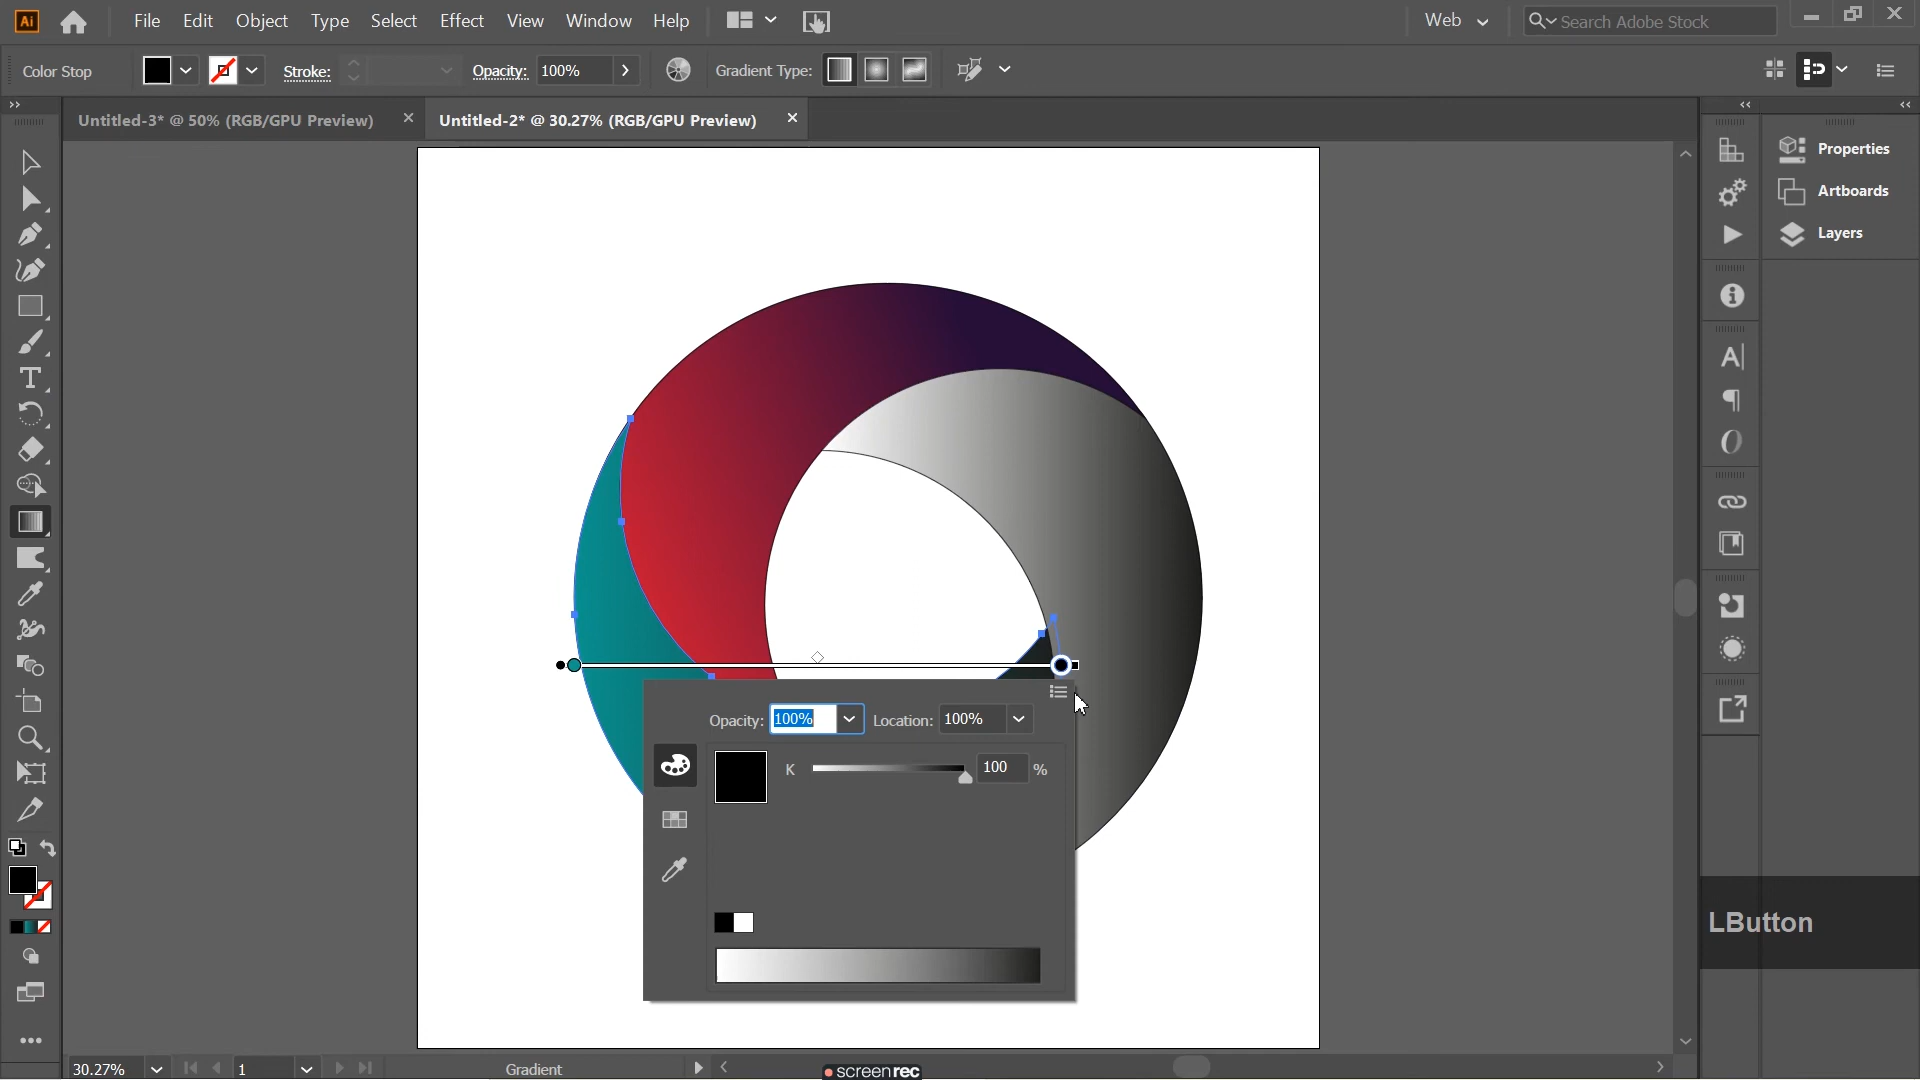 Ai File Edit Object Type Select Effect View Window Help Web Search Adobe Stock
Color Stop Stroke: Opacity: 100% Gradient Type:
Untitled-3* @ 50% (RGB/GPU Preview) Untitled-2* @ 30.27% (RGB/GPU Preview)
Properties
Artboards
Layers
Opacity: 100% Location: 100%
K 100 %
LButton
30.27% 1 Gradient
screenrec